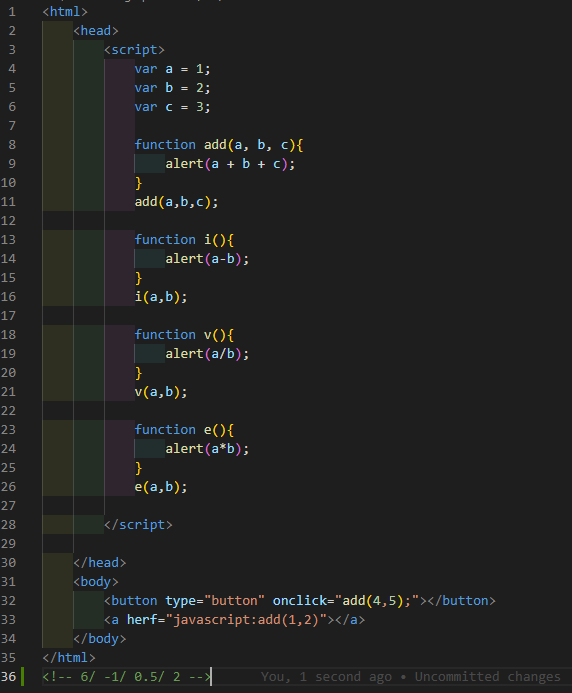 1 <html>
2 <head>
3 <script>
4 var a = 1;
5 var b = 2;
6 var c = 3;
7
8 function add(a, b, c){
9 alert(a + b + c);
10 }
11 add(a,b,c);
12
13 function i(){
14 alert(a-b);
15 }
16 i(a,b);
17
18 function v(){
19 alert(a/b);
20 }
21 v(a,b);
22
23 function e(){
24 alert(a*b);
25 }
26 e(a,b);
27
28 </script>
29
30 </head>
31 <body>
32 <button type="button" onclick="add(4,5);"></button>
33 <a herf="javascript:add(1,2)"></a>
34 </body>
35 </html>
36 <!-- 6/ -1/ 0.5/ 2 --> You, 1 second ago • Uncommitted changes